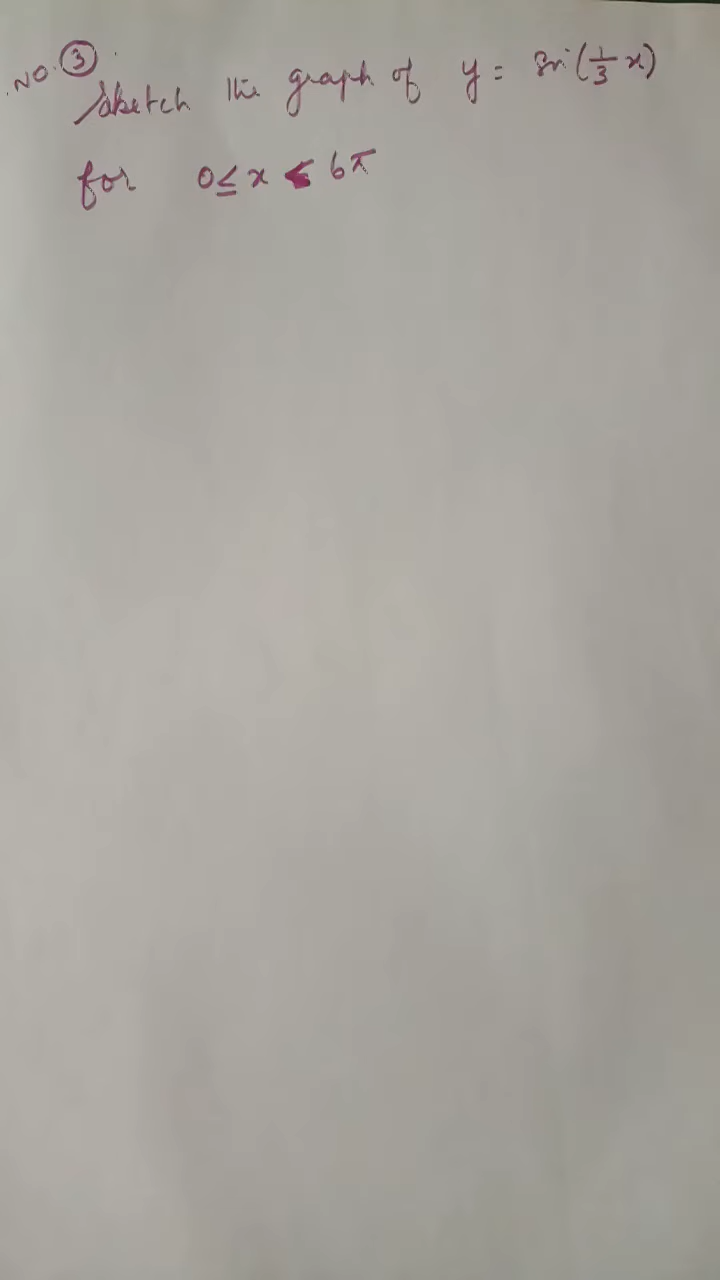 NO. ③.
Sketch the graph of y = Sin(1/3 x)
for 0 ≤ x ≤ 6π